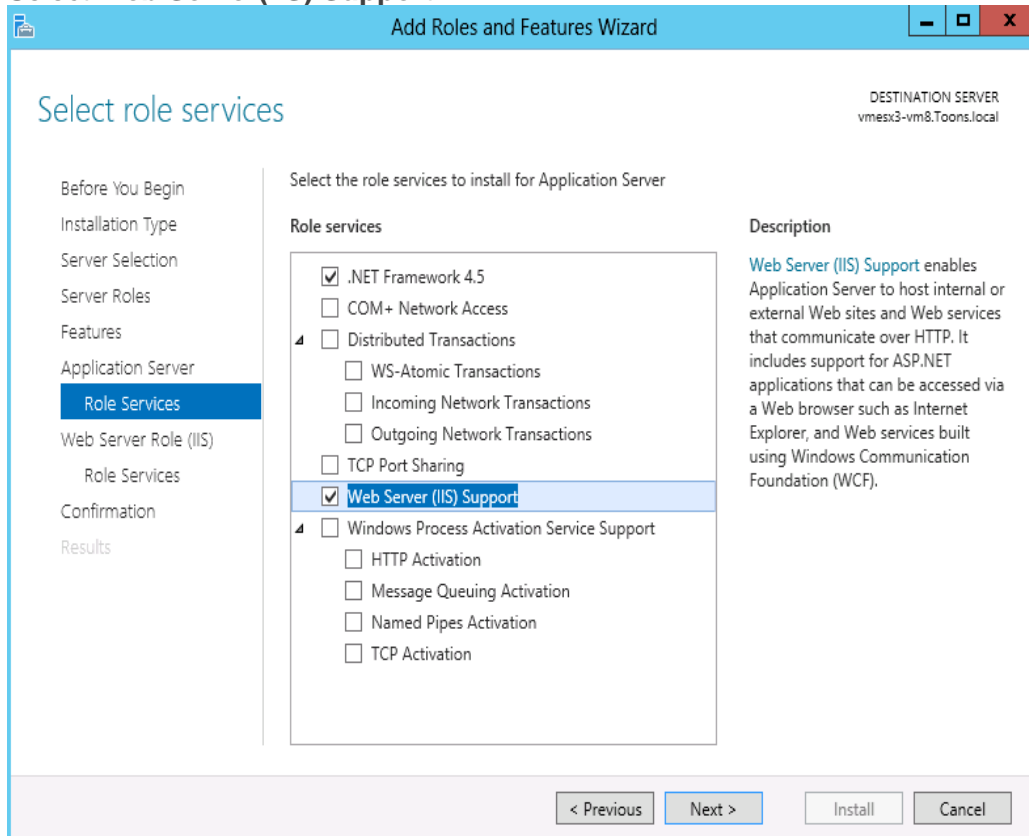 Add Roles and Features Wizard
Select role services
DESTINATION SERVER
vmesx3-vm8.Toons.local
Before You Begin
Installation Type
Server Selection
Server Roles
Features
Application Server
Role Services
Web Server Role (IIS)
Role Services
Confirmation
Results
Select the role services to install for Application Server
Role services
.NET Framework 4.5
COM+ Network Access
Distributed Transactions
WS-Atomic Transactions
Incoming Network Transactions
Outgoing Network Transactions
TCP Port Sharing
Web Server (IIS) Support
Windows Process Activation Service Support
HTTP Activation
Message Queuing Activation
Named Pipes Activation
TCP Activation
Description
Web Server (IIS) Support enables
Application Server to host internal or
external Web sites and Web services
that communicate over HTTP. It
includes support for ASP.NET
applications that can be accessed via
a Web browser such as Internet
Explorer, and Web services built
using Windows Communication
Foundation (WCF).
< Previous
Next >
Install
Cancel